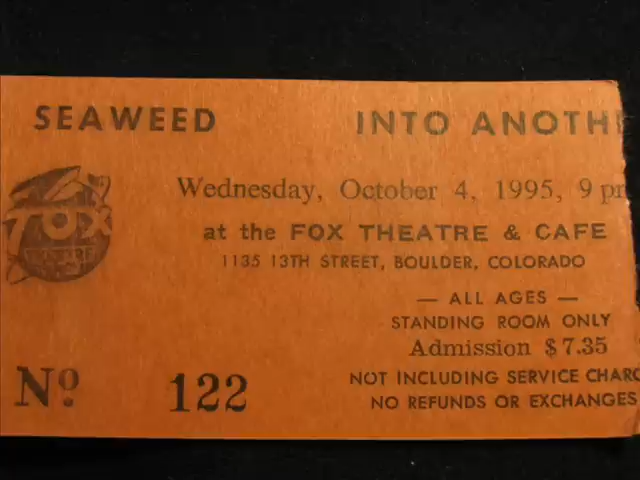 SEAWEED INTO ANOTH
Wednesday, October 4, 1995, 9 pm
FOX
at the FOX THEATRE & CAFE
1135 13TH STREET, BOULDER, COLORADO
— ALL AGES —
STANDING ROOM ONLY
Admission $7.35
NOT INCLUDING SERVICE CHARG
NO REFUNDS OR EXCHANGES
Nº 122